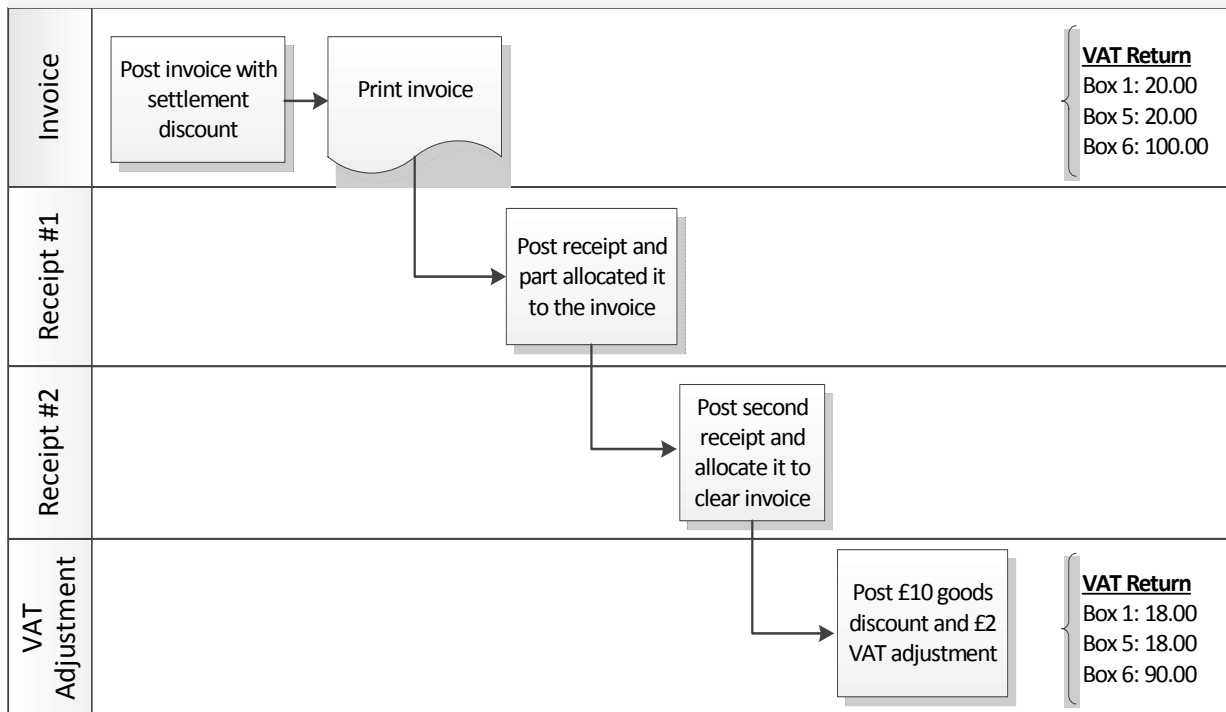 Invoice
Post invoice with
settlement
discount
Print invoice
VAT Return
Box 1: 20.00
Box 5: 20.00
Box 6: 100.00
Receipt #1
Post receipt and
part allocated it
to the invoice
Receipt #2
Post second
receipt and
allocate it to
clear invoice
VAT
Adjustment
Post £10 goods
discount and £2
VAT adjustment
VAT Return
Box 1: 18.00
Box 5: 18.00
Box 6: 90.00